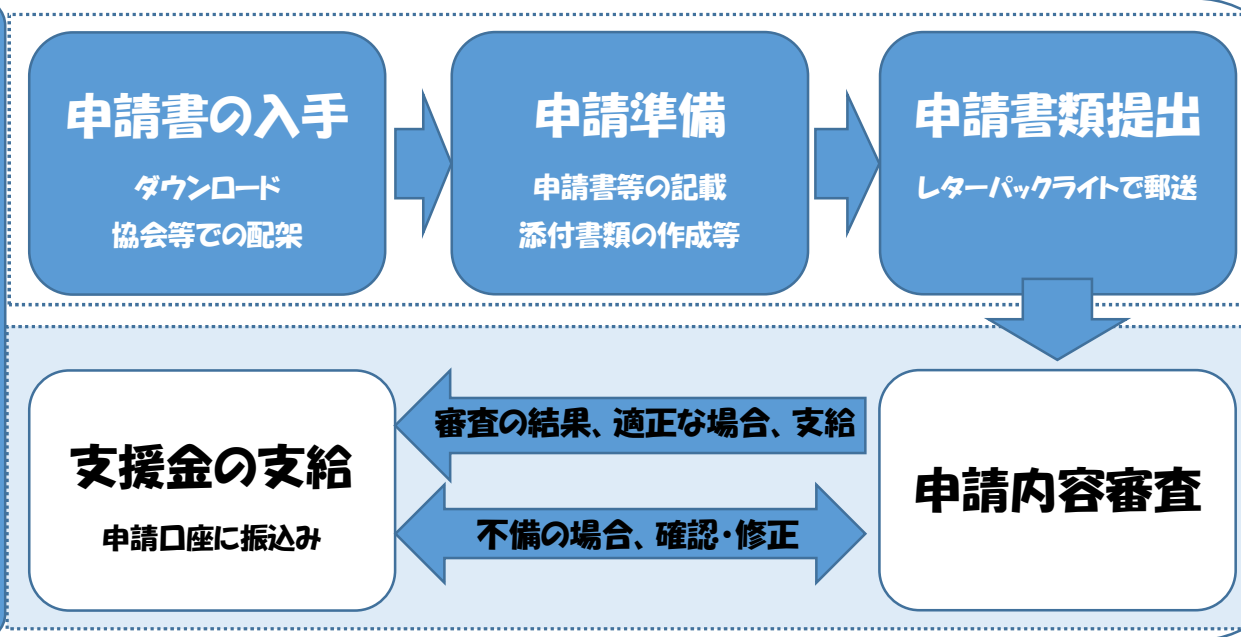 申請書の入手
ダウンロード
協会等での配架
申請準備
申請書等の記載
添付書類の作成等
申請書類提出
レターパックライトで郵送
支援金の支給
申請口座に振込み
審査の結果、適正な場合、支給
不備の場合、確認・修正
申請内容審査